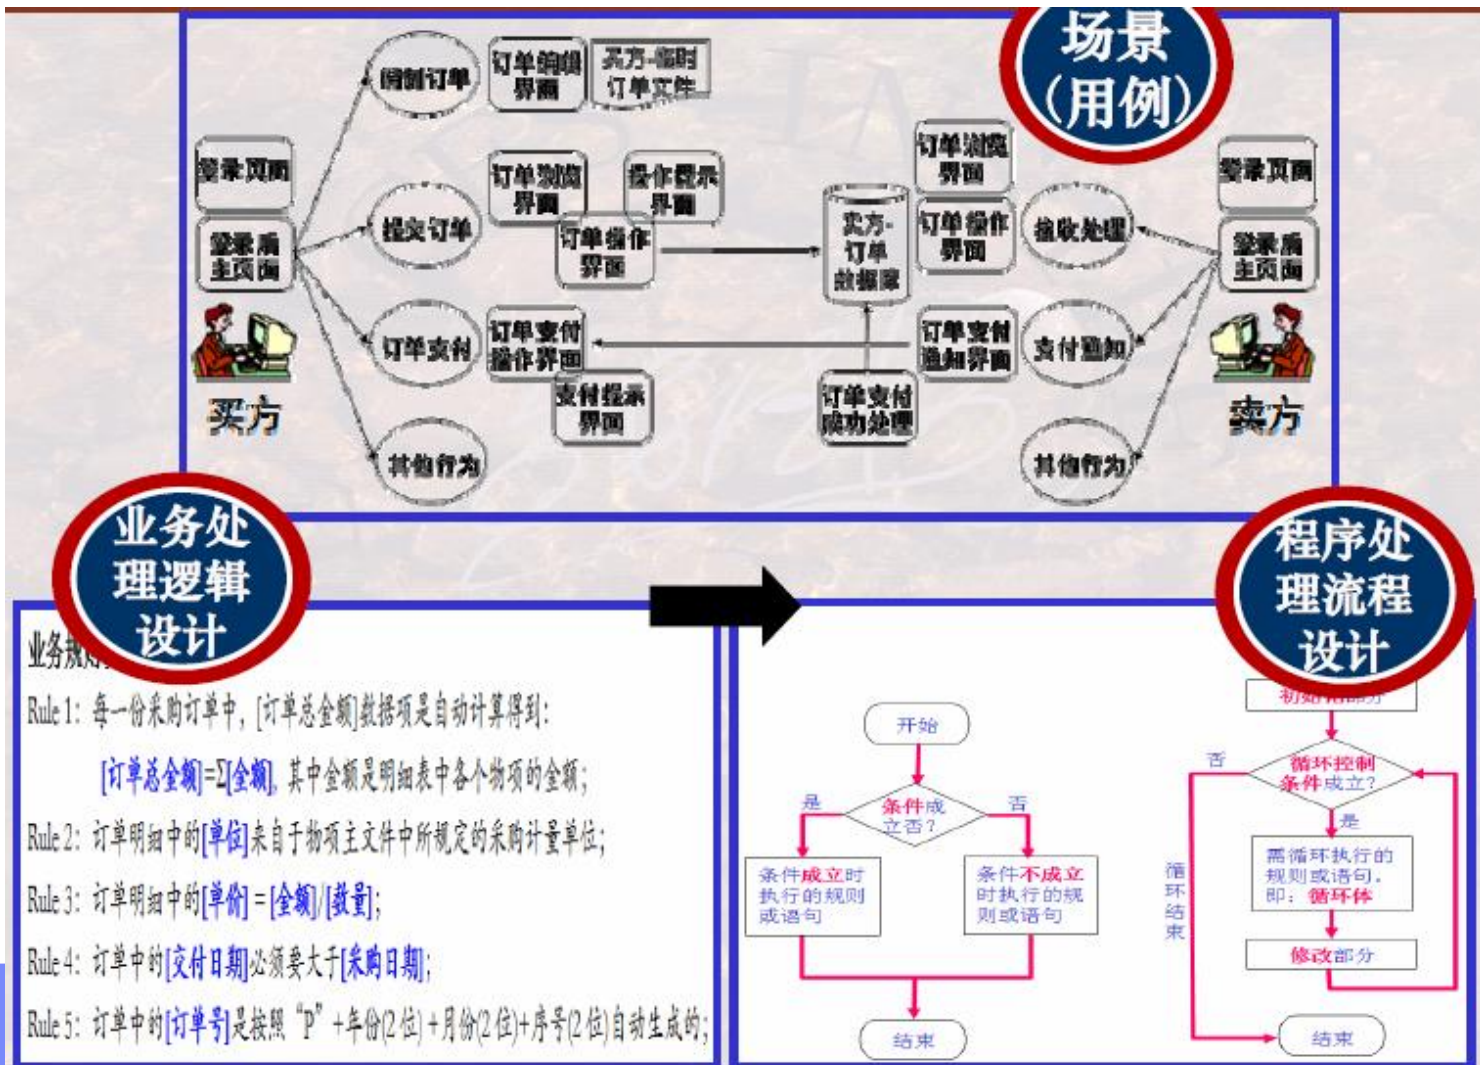 场景
(用例)
编制订单
订单编辑
界面
买方-临时
订单文件
登录页面
登录后
主页面
买方
提交订单
订单浏览
界面
操作提示
界面
订单操作
界面
订单支付
订单支付
操作界面
支付提示
界面
其他行为
卖方-
订单
数据库
订单浏览
界面
订单操作
界面
接收处理
订单支付
通知界面
支付通知
订单支付
成功处理
其他行为
登录页面
登录后
主页面
卖方
业务处
理逻辑
设计
业务规则
Rule 1: 每一份采购订单中, [订单总金额]数据项是自动计算得到:
[订单总金额]=Σ[金额], 其中金额是明细表中各个物项的金额;
Rule 2: 订单明细中的[单位]来自于物项主文件中所规定的采购计量单位;
Rule 3: 订单明细中的[单价] = [金额]/[数量];
Rule 4: 订单中的[交付日期]必须要大于[采购日期];
Rule 5: 订单中的[订单号]是按照 “P” +年份(2位) +月份(2位)+序号(2位)自动生成的;
程序处
理流程
设计
开始
条件成
立否?
是
否
条件成立时
执行的规则
或语句
条件不成立
时执行的规
则或语句
结束
初始化部分
循环控制
条件成立?
否
是
需循环执行的
规则或语句,
即: 循环体
修改部分
循环结束
结束